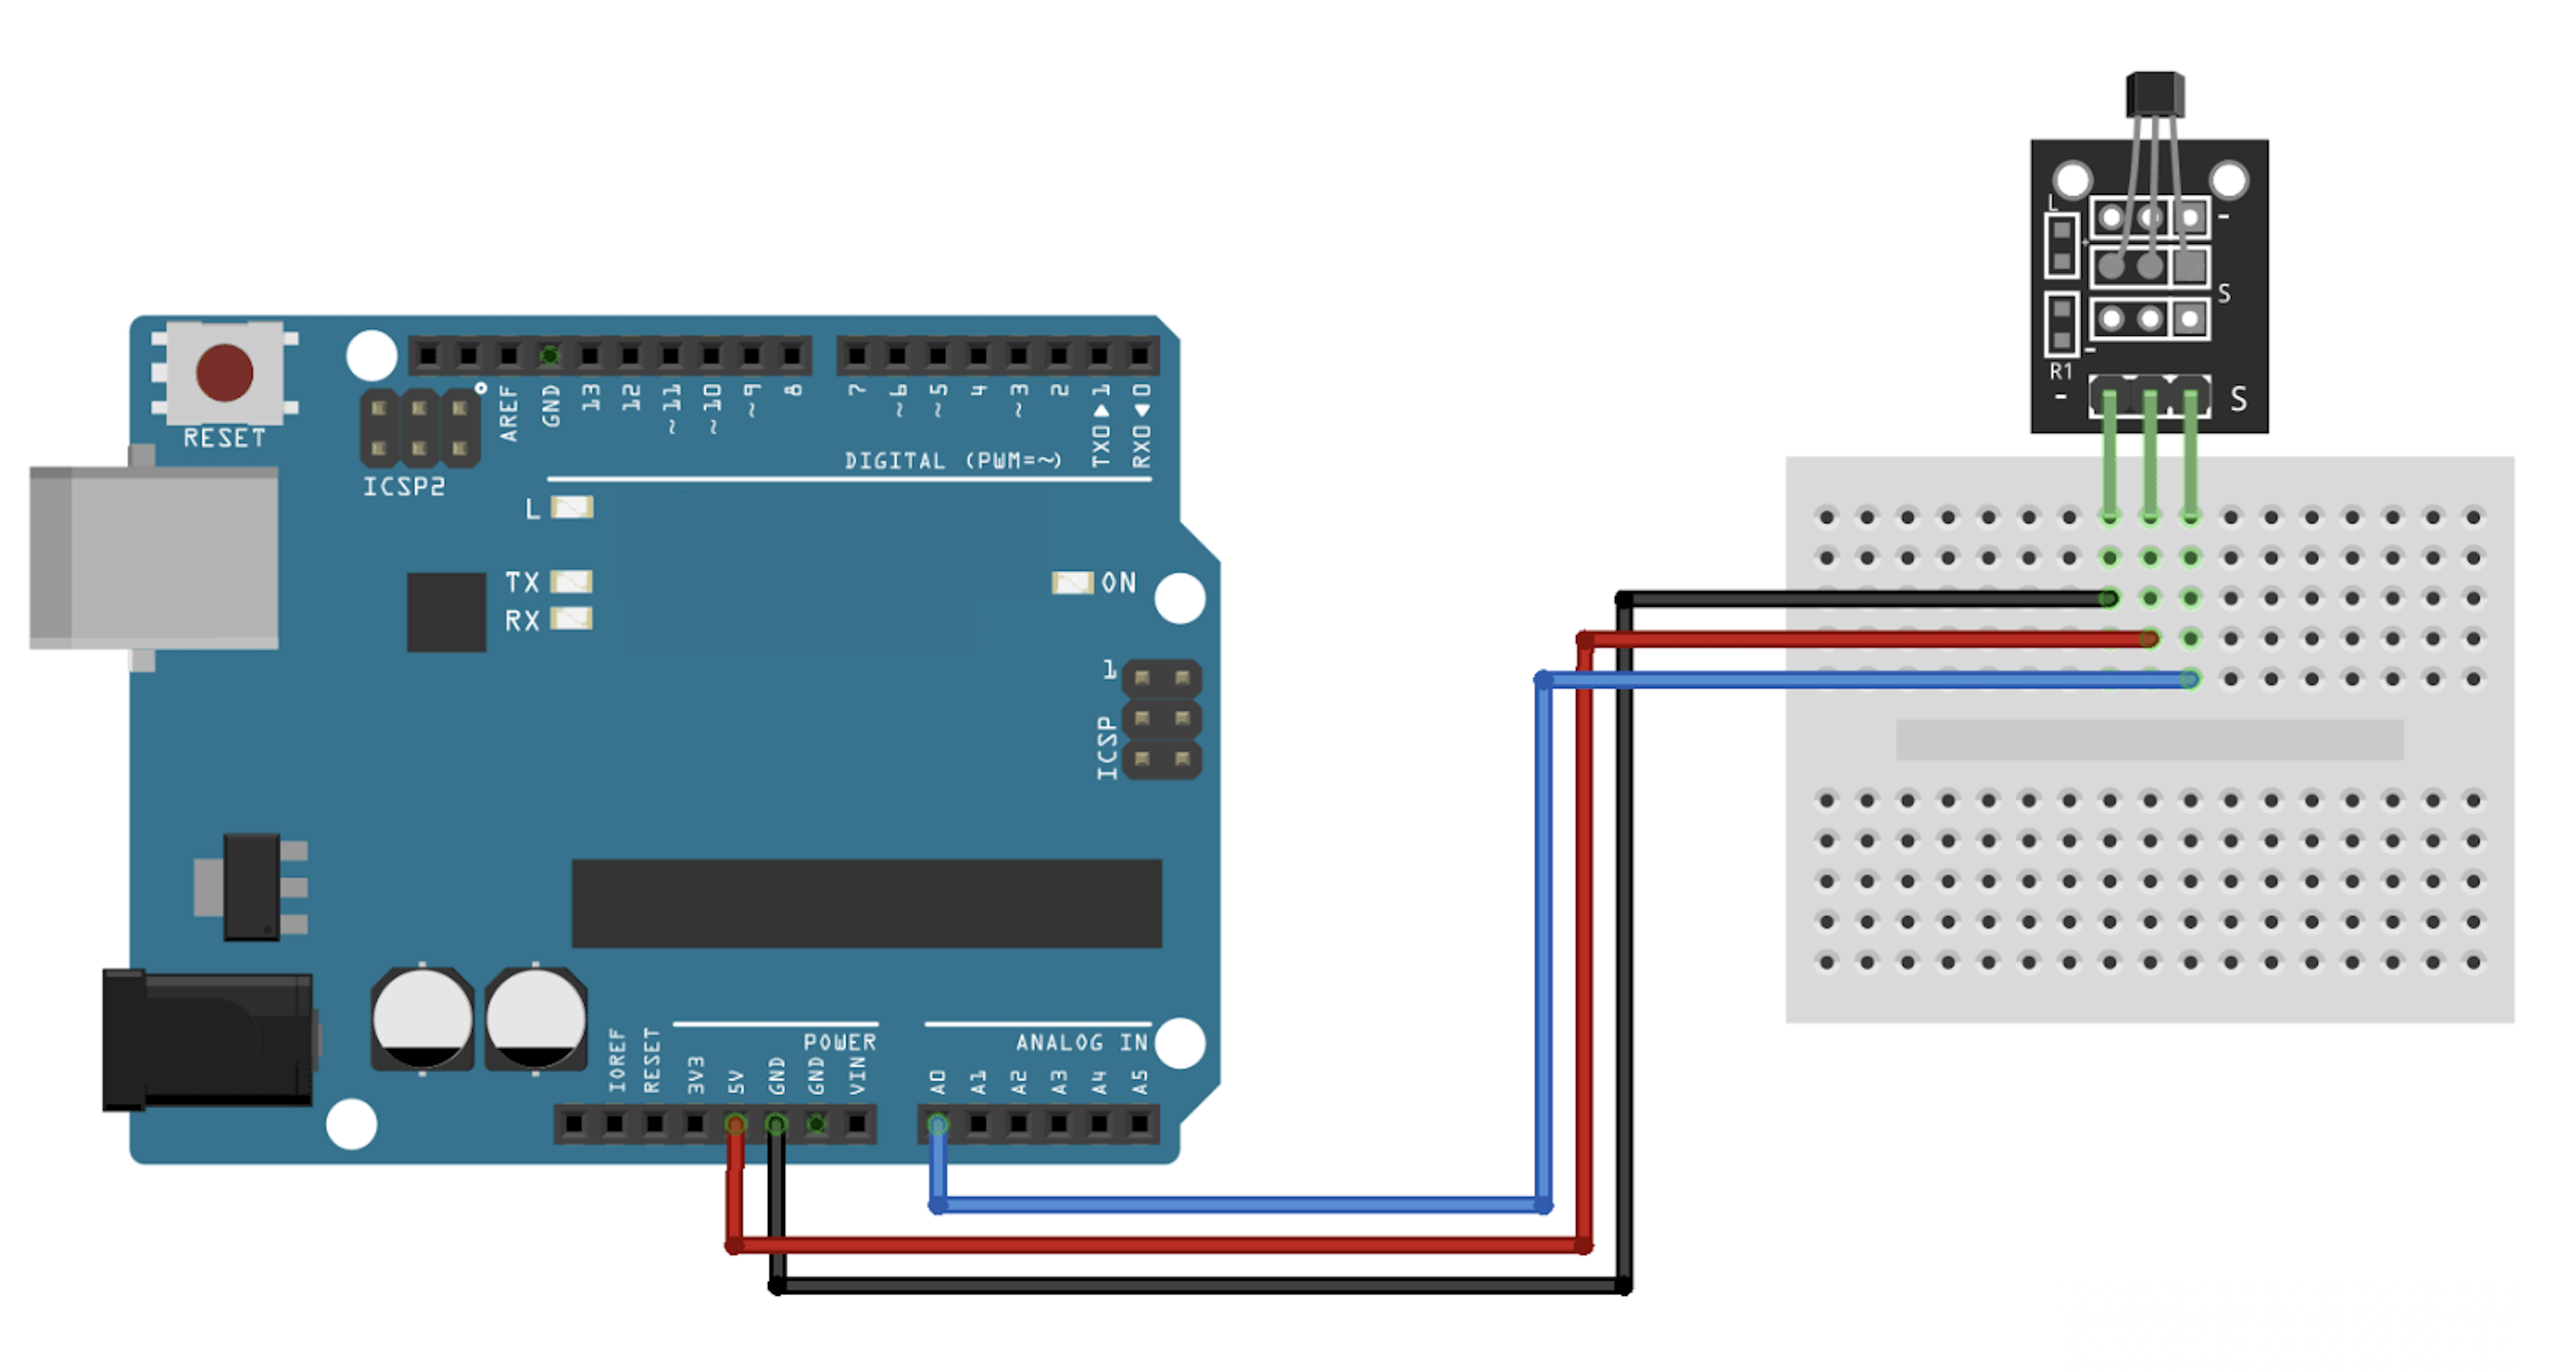 RESET
ICSP2
AREF
GND
13
12
~11
~10
~9
8
7
~6
~5
4
~3
2
TX0▶1
RX0◀0
DIGITAL (PWM=~)
L
TX
RX
ON
1
ICSP
POWER
ANALOG IN
IOREF
RESET
3V3
5V
GND
GND
VIN
A0
A1
A2
A3
A4
A5
L
-
+
S
-
R1
-
S